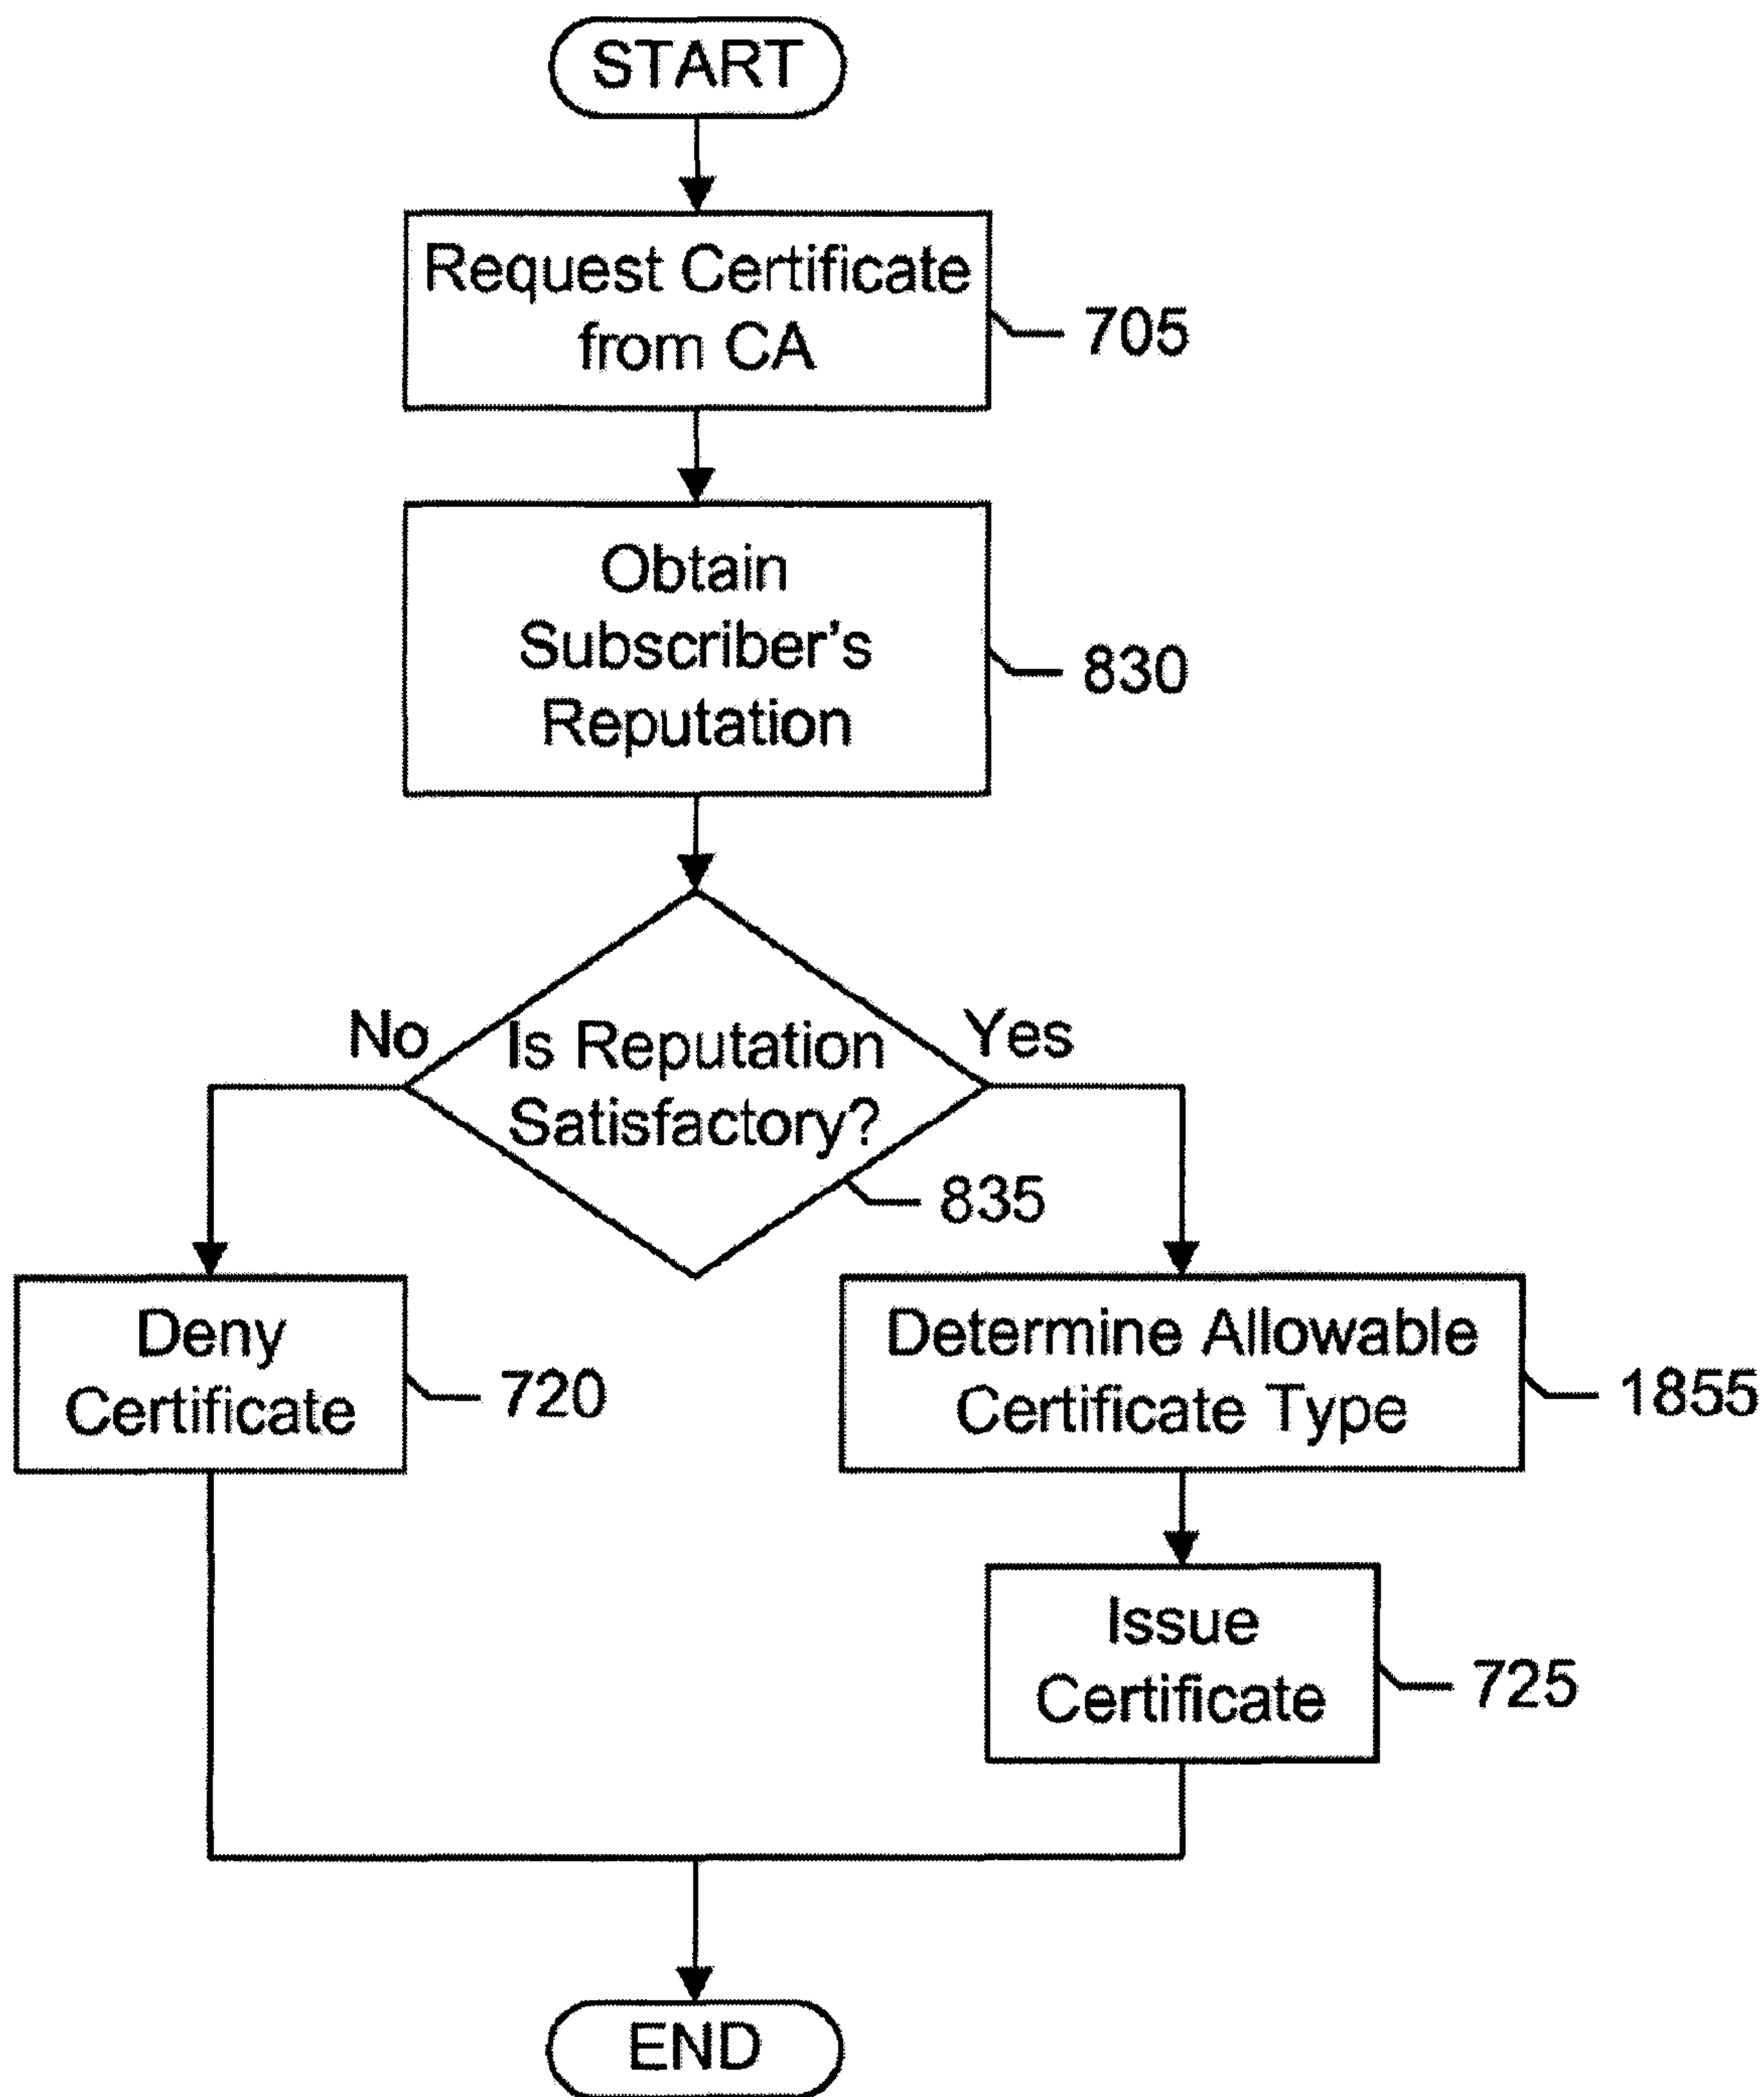 START
Request Certificate
from CA
705
Obtain
Subscriber's
Reputation
830
No
Is Reputation
Satisfactory?
Yes
835
Deny
Certificate
720
Determine Allowable
Certificate Type
1855
Issue
Certificate
725
END